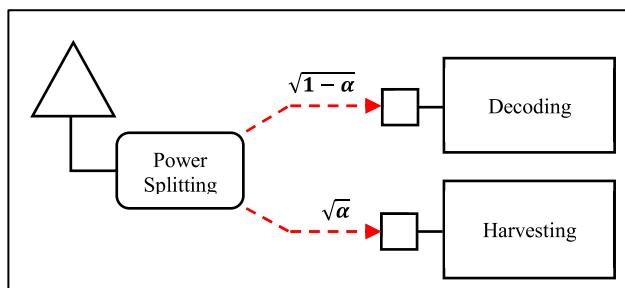 √1 − α
Decoding
Power
Splitting
√α
Harvesting